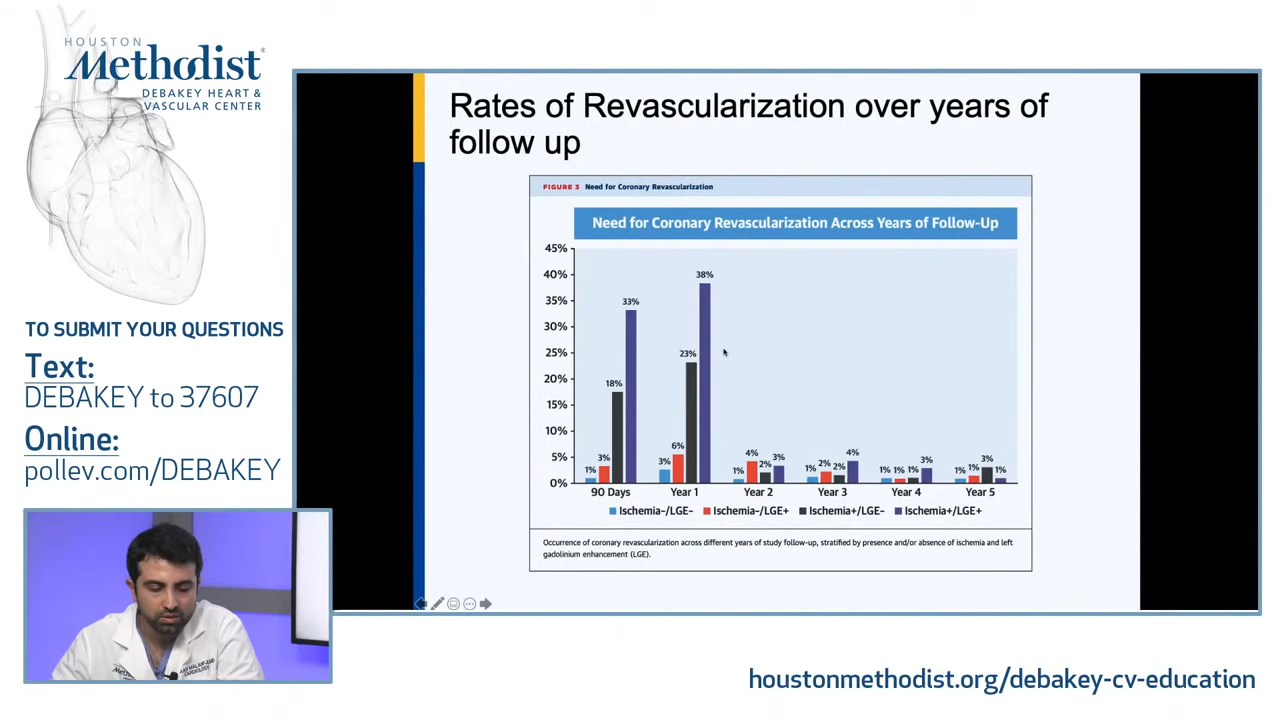 HOUSTON
Methodist
DEBAKEY HEART &
VASCULAR CENTER
TO SUBMIT YOUR QUESTIONS
Text:
DEBAKEY to 37607
Online:
pollev.com/DEBAKEY
Rates of Revascularization over years of
follow up
FIGURE 3 Need for Coronary Revascularization
Need for Coronary Revascularization Across Years of Follow-Up
45%
40%
35%
30%
25%
20%
15%
10%
5%
0%
1% 3% 18% 33%
3% 6% 23% 38%
1% 4% 2% 3%
1% 2% 2% 4%
1% 1% 1% 3%
1% 1% 3% 1%
90 Days Year 1 Year 2 Year 3 Year 4 Year 5
Ischemia–/LGE– Ischemia–/LGE+ Ischemia+/LGE– Ischemia+/LGE+
Occurrence of coronary revascularization across different years of study follow-up, stratified by presence and/or absence of ischemia and left
gadolinium enhancement (LGE).
CARDIOLOGY
houstonmethodist.org/debakey-cv-education